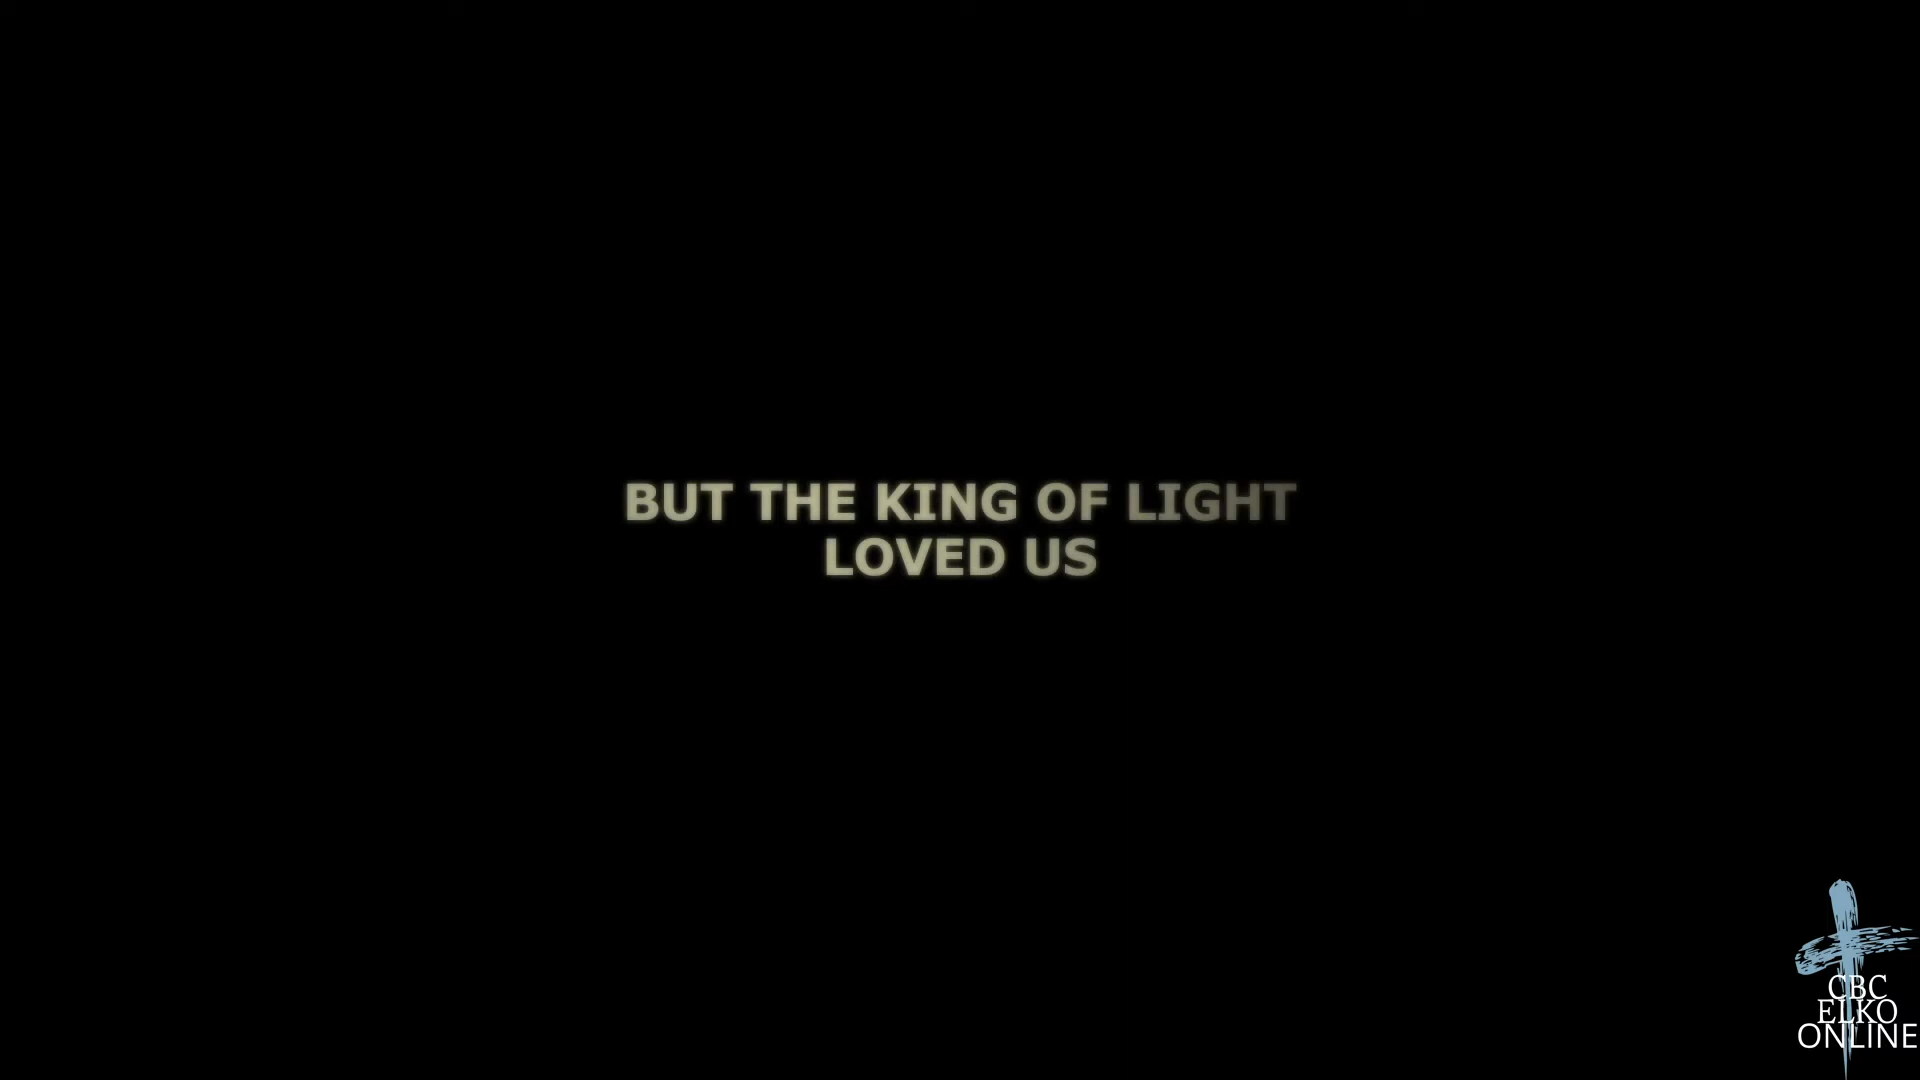 BUT THE KING OF LIGHT
LOVED US
CBC
ELKO
ONLINE